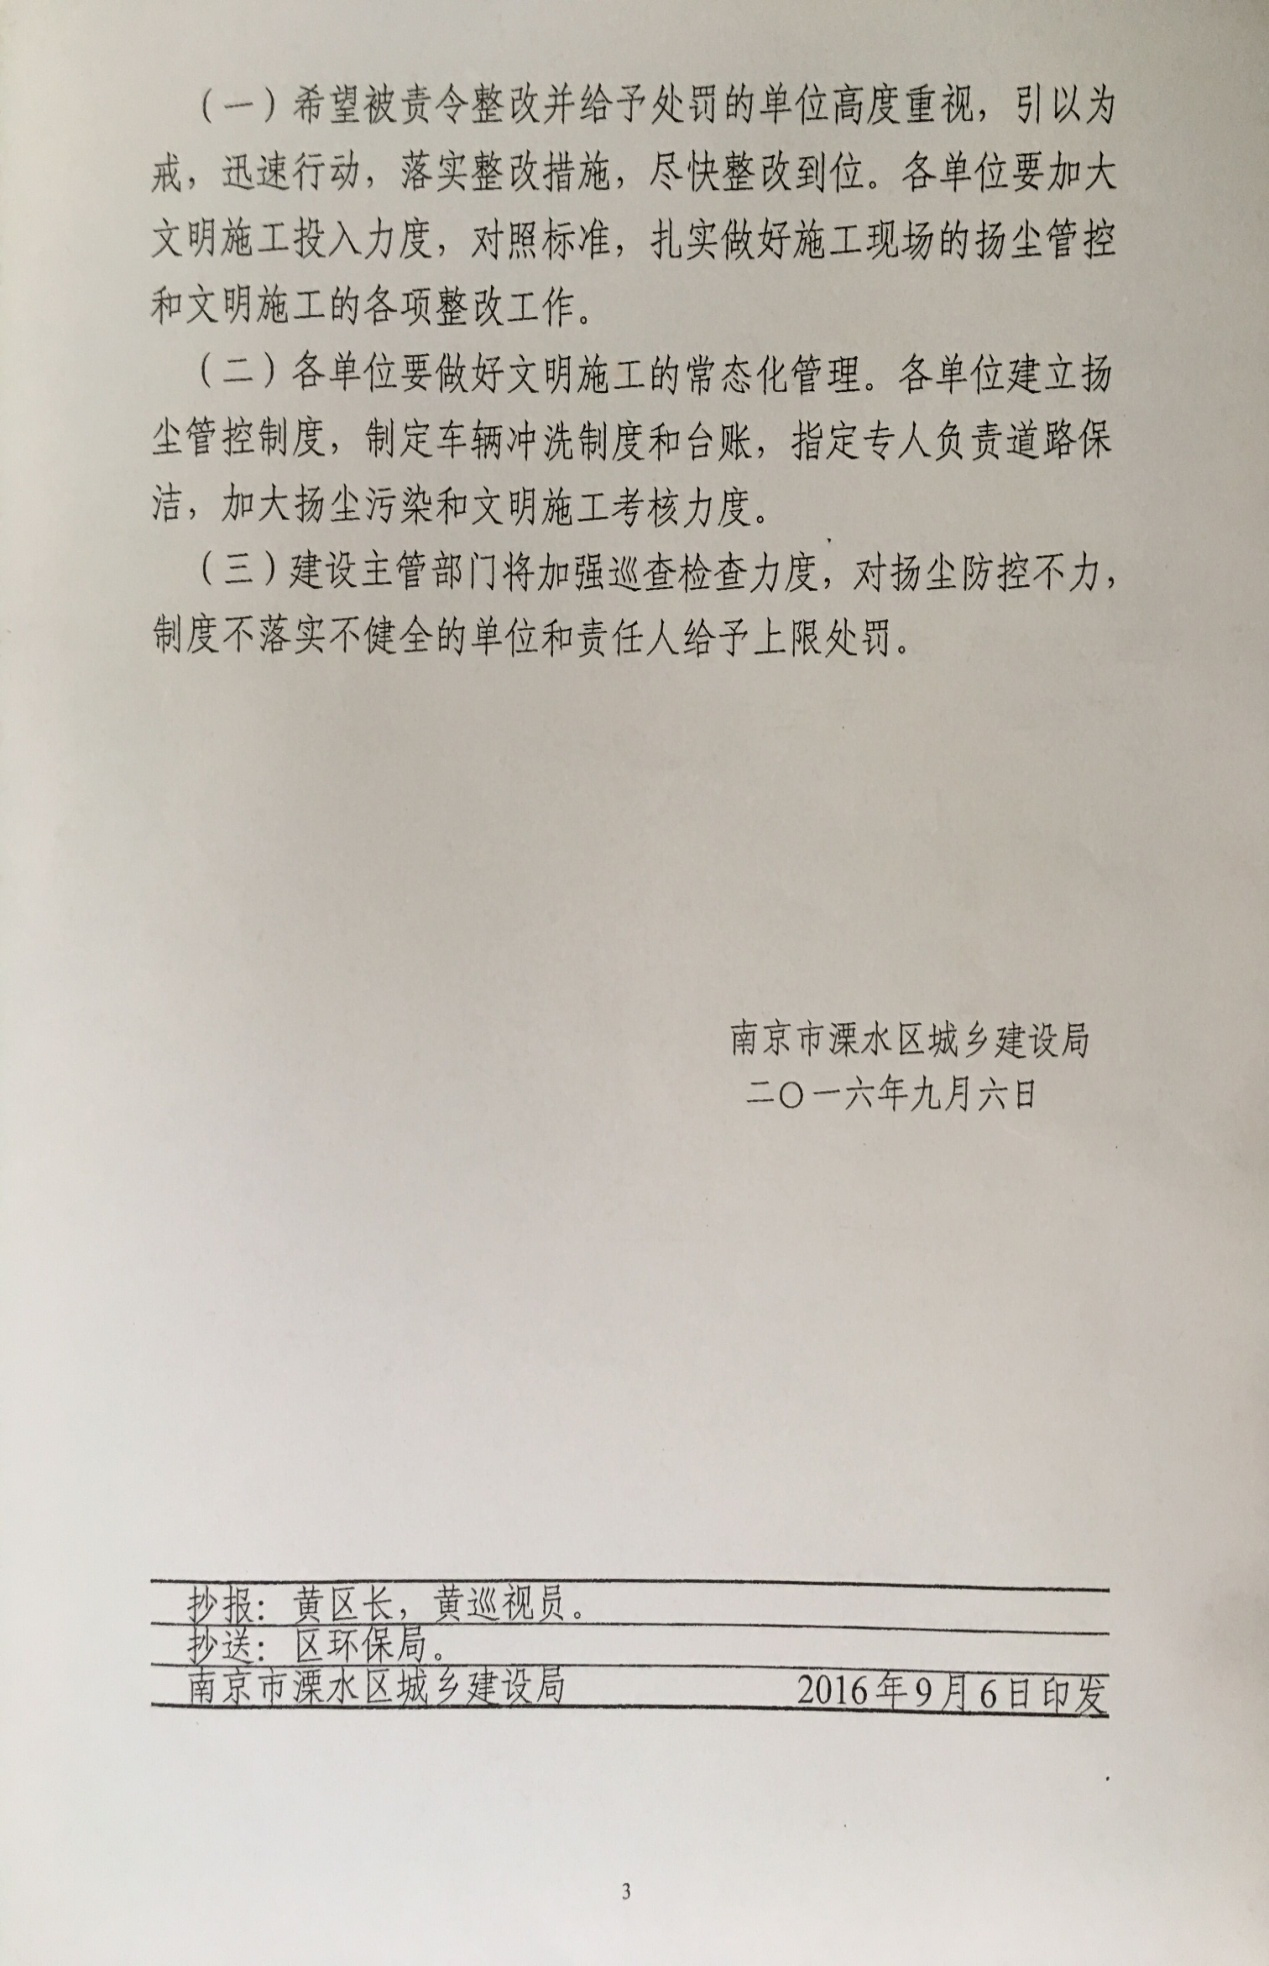 （一）希望被责令整改并给予处罚的单位高度重视，引以为
戒，迅速行动，落实整改措施，尽快整改到位。各单位要加大
文明施工投入力度，对照标准，扎实做好施工现场的扬尘管控
和文明施工的各项整改工作。
（二）各单位要做好文明施工的常态化管理。各单位建立扬
尘管控制度，制定车辆冲洗制度和台账，指定专人负责道路保
洁，加大扬尘污染和文明施工考核力度。
（三）建设主管部门将加强巡查检查力度，对扬尘防控不力，
制度不落实不健全的单位和责任人给予上限处罚。
南京市溧水区城乡建设局
二〇一六年九月六日
抄报：黄区长，黄巡视员。
抄送：区环保局。
南京市溧水区城乡建设局 2016年9月6日印发
3